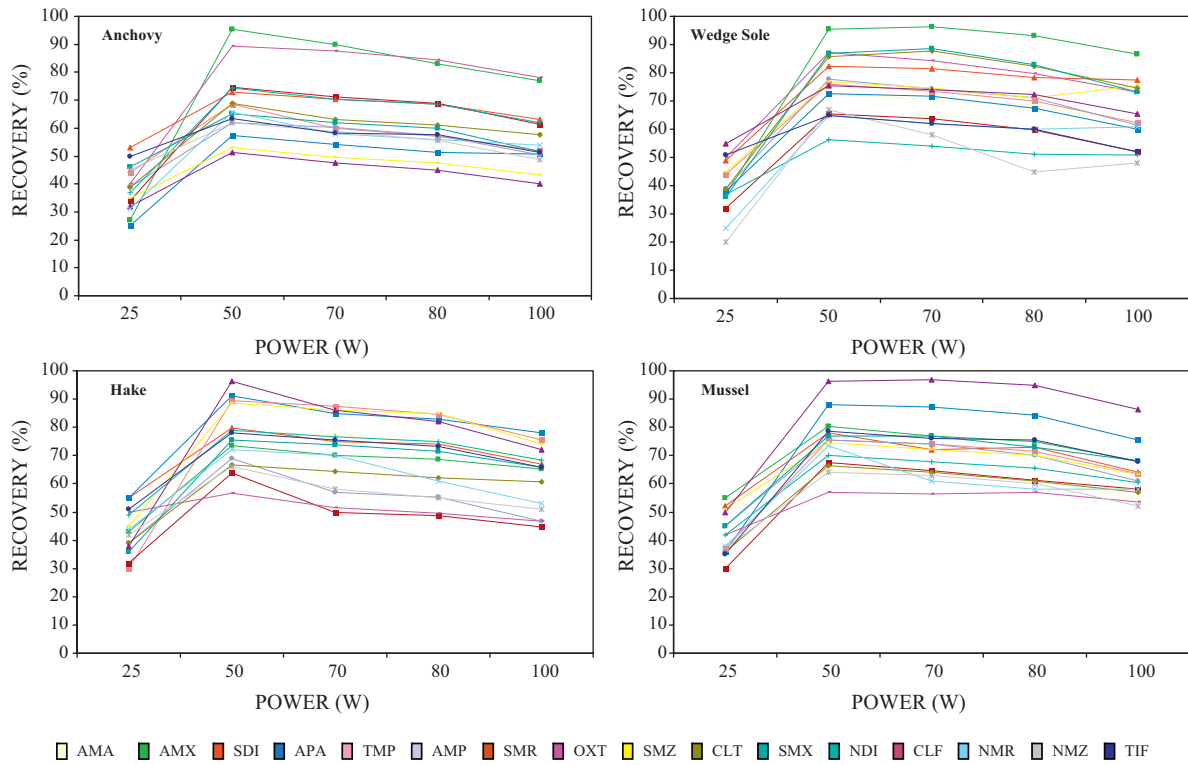 Anchovy
RECOVERY (%)
100
90
80
70
60
50
40
30
20
10
0
25 50 70 80 100
POWER (W)
Wedge Sole
RECOVERY (%)
100
90
80
70
60
50
40
30
20
10
0
25 50 70 80 100
POWER (W)
Hake
RECOVERY (%)
100
90
80
70
60
50
40
30
20
10
0
25 50 70 80 100
POWER (W)
Mussel
RECOVERY (%)
100
90
80
70
60
50
40
30
20
10
0
25 50 70 80 100
POWER (W)
AMA AMX SDI APA TMP AMP SMR OXT SMZ CLT SMX NDI CLF NMR NMZ TIF